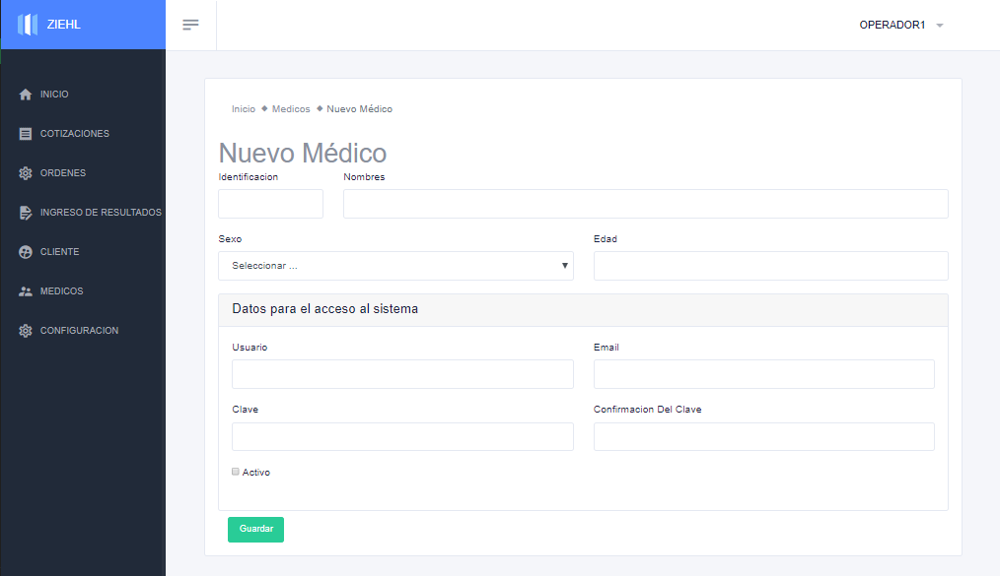 ZIEHL
OPERADOR1
INICIO
COTIZACIONES
ORDENES
INGRESO DE RESULTADOS
CLIENTE
MEDICOS
CONFIGURACION
Inicio ◆ Medicos ◆ Nuevo Médico
Nuevo Médico
Identificacion Nombres
Sexo Edad
Seleccionar ...
Datos para el acceso al sistema
Usuario Email
Clave Confirmacion Del Clave
Activo
Guardar